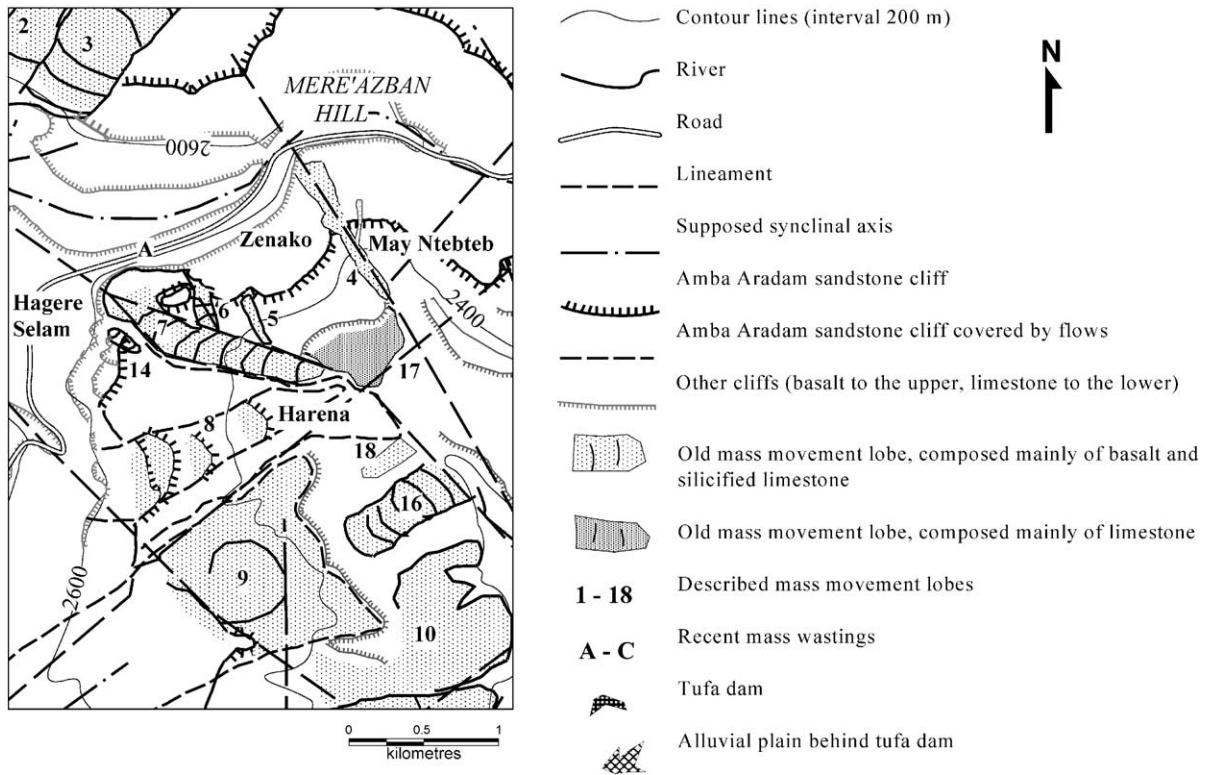 2
3
MERE'AZBAN
HILL
2600
A
Zenako
May Ntebteb
4
2400
Hagere
Selam
6
5
7
14
17
8
Harena
18
16
1
9
2600
10
0 0.5 1
kilometres
Contour lines (interval 200 m)
N
River
Road
Lineament
Supposed synclinal axis
Amba Aradam sandstone cliff
Amba Aradam sandstone cliff covered by flows
Other cliffs (basalt to the upper, limestone to the lower)
Old mass movement lobe, composed mainly of basalt and
silicified limestone
Old mass movement lobe, composed mainly of limestone
1 - 18 Described mass movement lobes
A - C Recent mass wastings
Tufa dam
Alluvial plain behind tufa dam